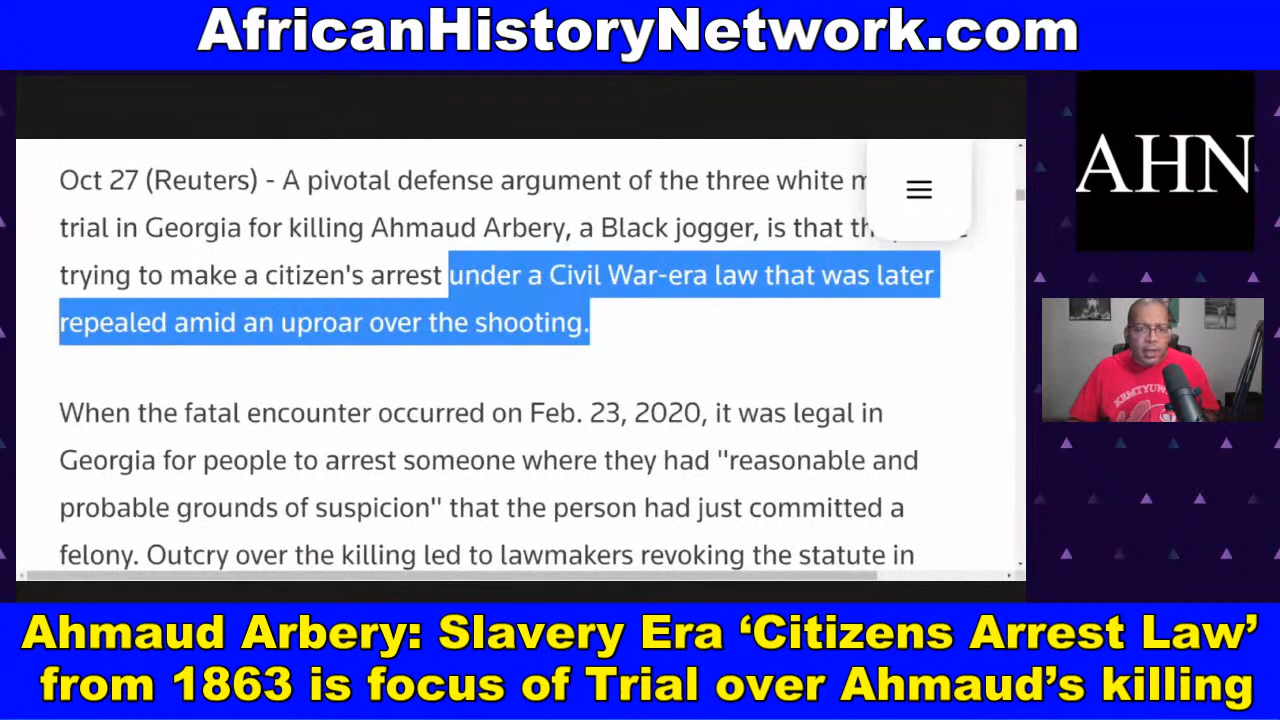 AfricanHistoryNetwork.com
AHN
Oct 27 (Reuters) - A pivotal defense argument of the three white
trial in Georgia for killing Ahmaud Arbery, a Black jogger, is that
trying to make a citizen's arrest under a Civil War-era law that was later
repealed amid an uproar over the shooting.
When the fatal encounter occurred on Feb. 23, 2020, it was legal in
Georgia for people to arrest someone where they had "reasonable and
probable grounds of suspicion" that the person had just committed a
felony. Outcry over the killing led to lawmakers revoking the statute in
Ahmaud Arbery: Slavery Era ‘Citizens Arrest Law’
from 1863 is focus of Trial over Ahmaud’s killing